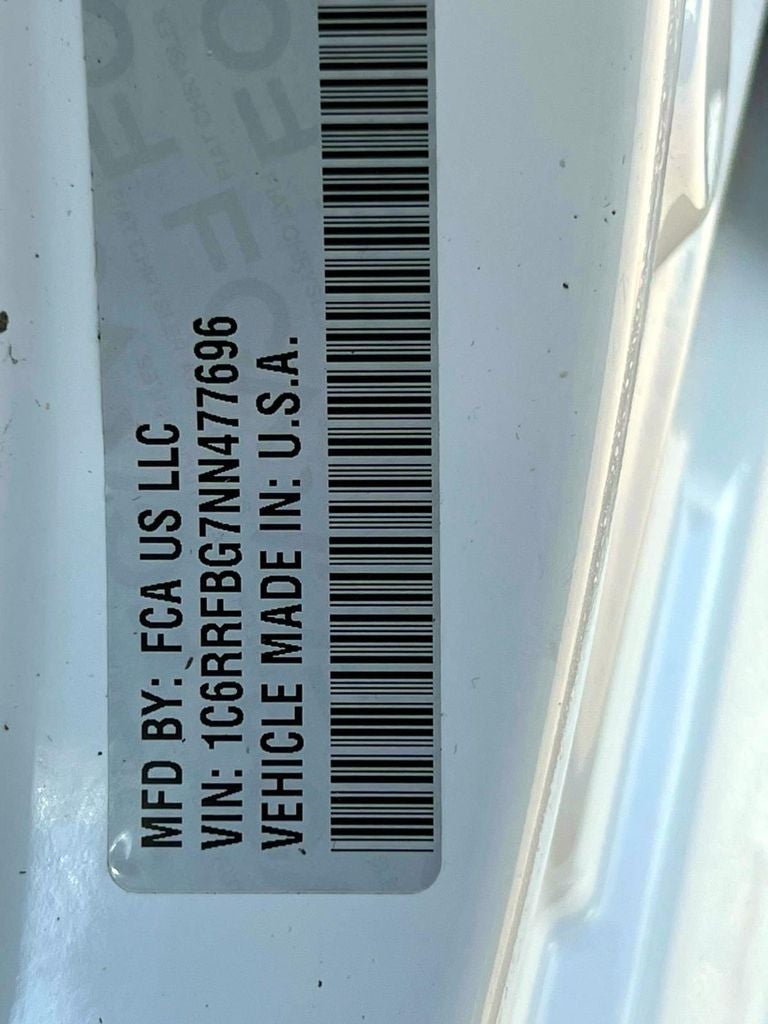 MFD BY: FCA US LLC
VIN: 1C6RRFBG7NN477696
VEHICLE MADE IN: U.S.A.